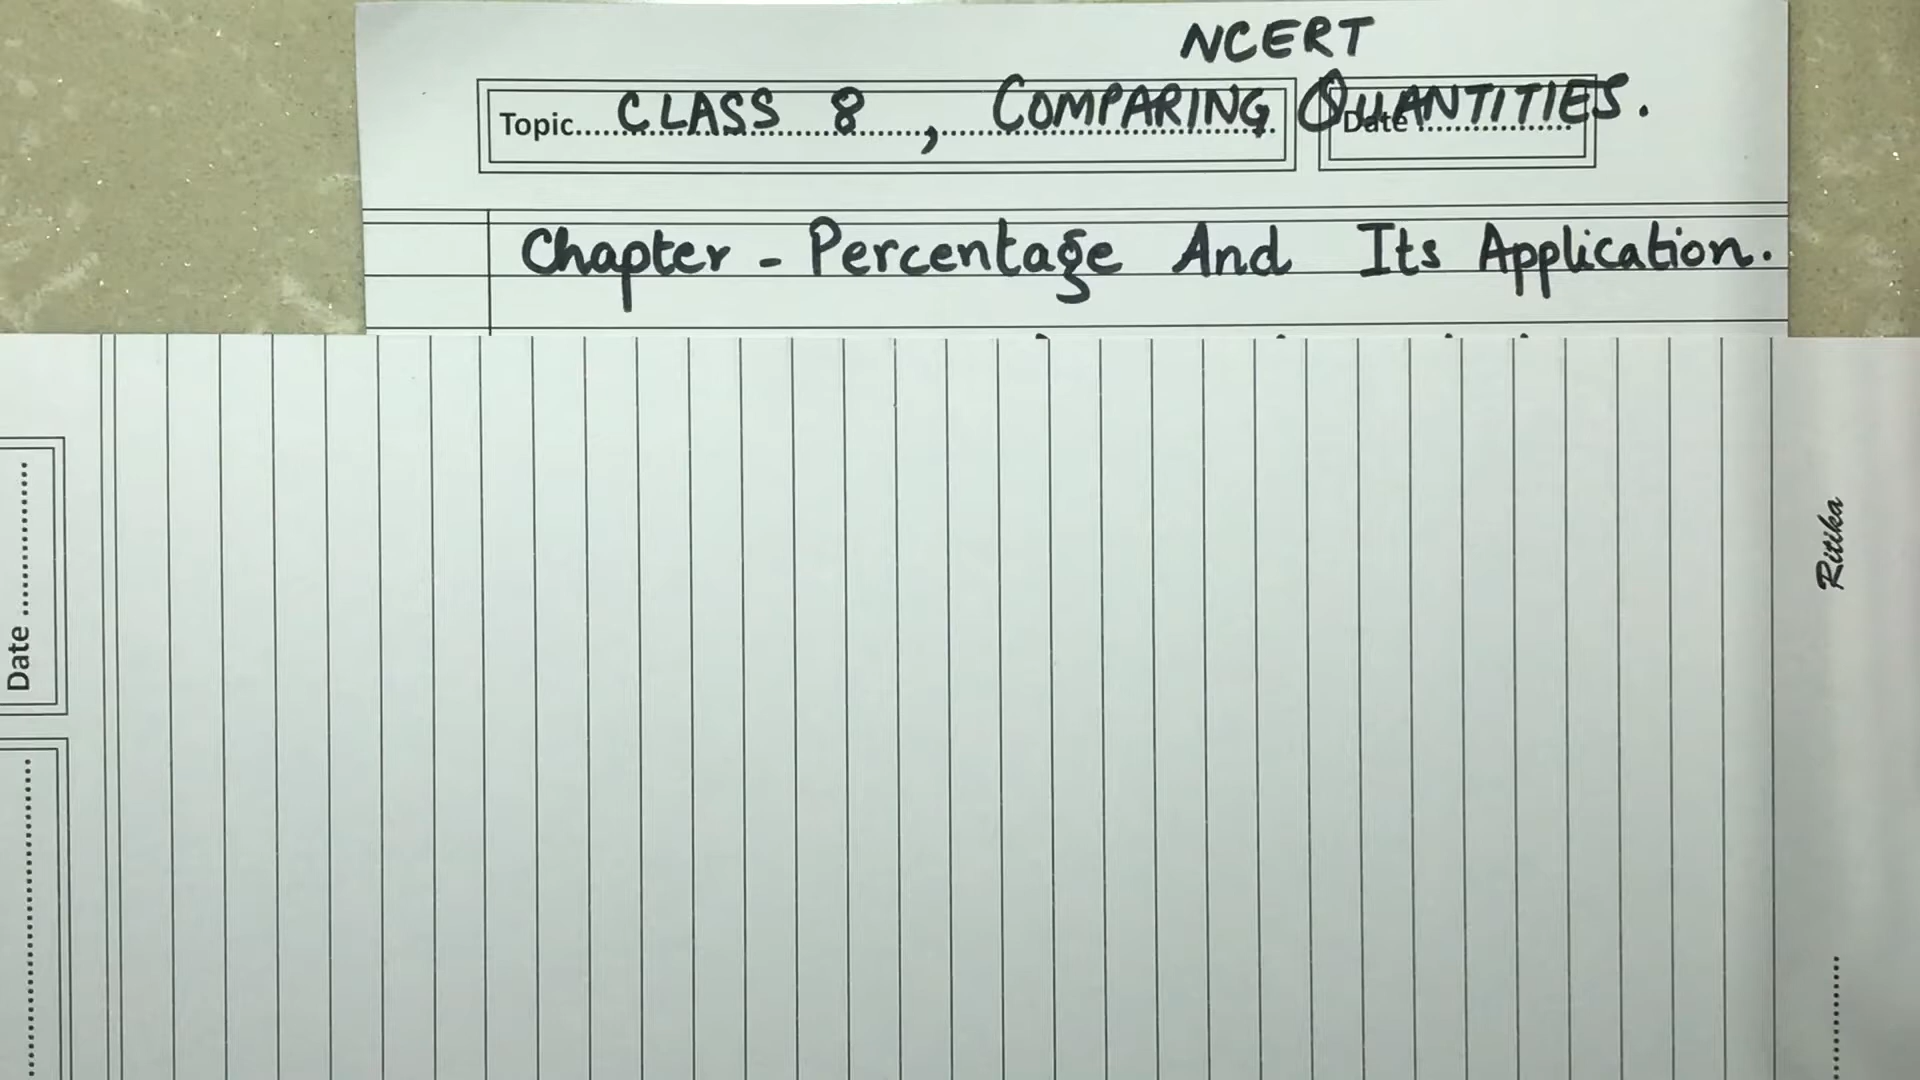 NCERT
Topic.....CLASS 8, COMPARING QUANTITIES.
Date
Chapter - Percentage And Its Application.
Date
Ritika